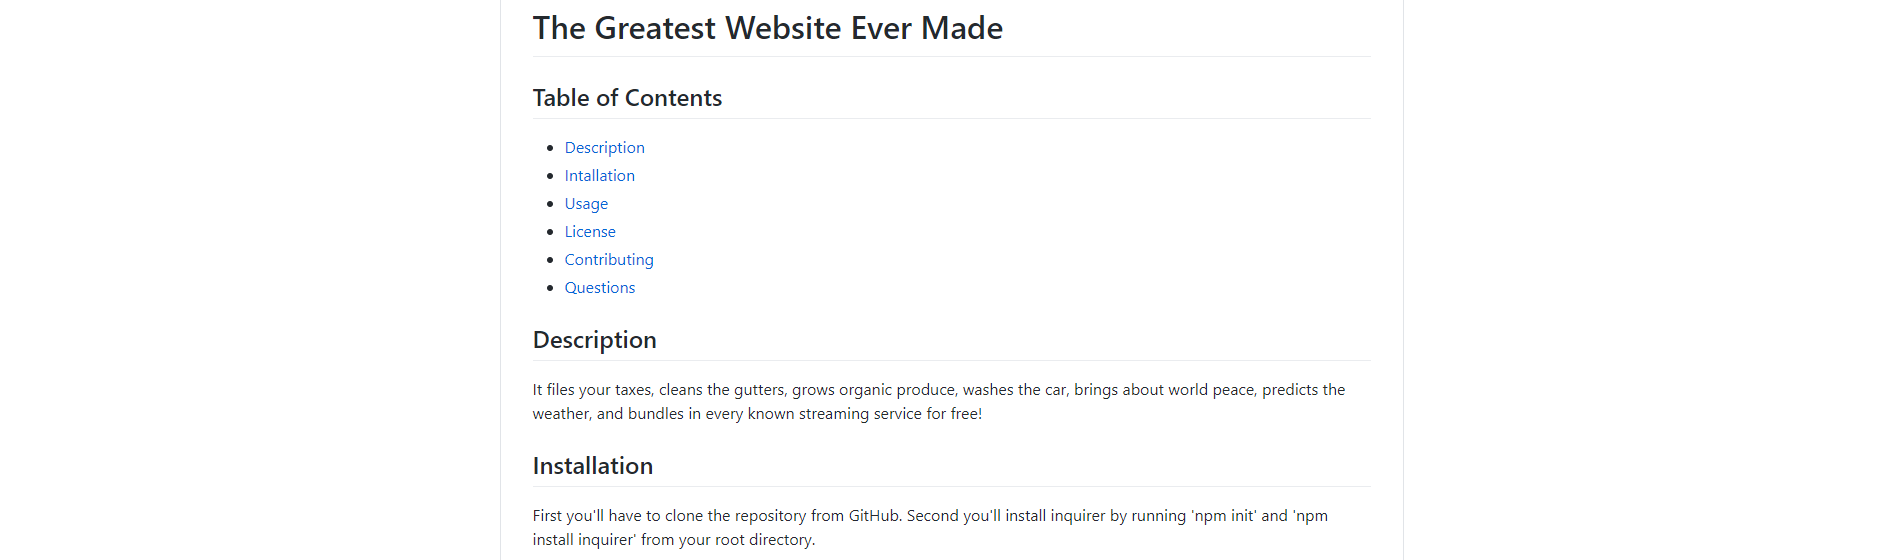 The Greatest Website Ever Made
Table of Contents
Description
Intallation
Usage
License
Contributing
Questions
Description
It files your taxes, cleans the gutters, grows organic produce, washes the car, brings about world peace, predicts the
weather, and bundles in every known streaming service for free!
Installation
First you'll have to clone the repository from GitHub. Second you'll install inquirer by running 'npm init' and 'npm
install inquirer' from your root directory.